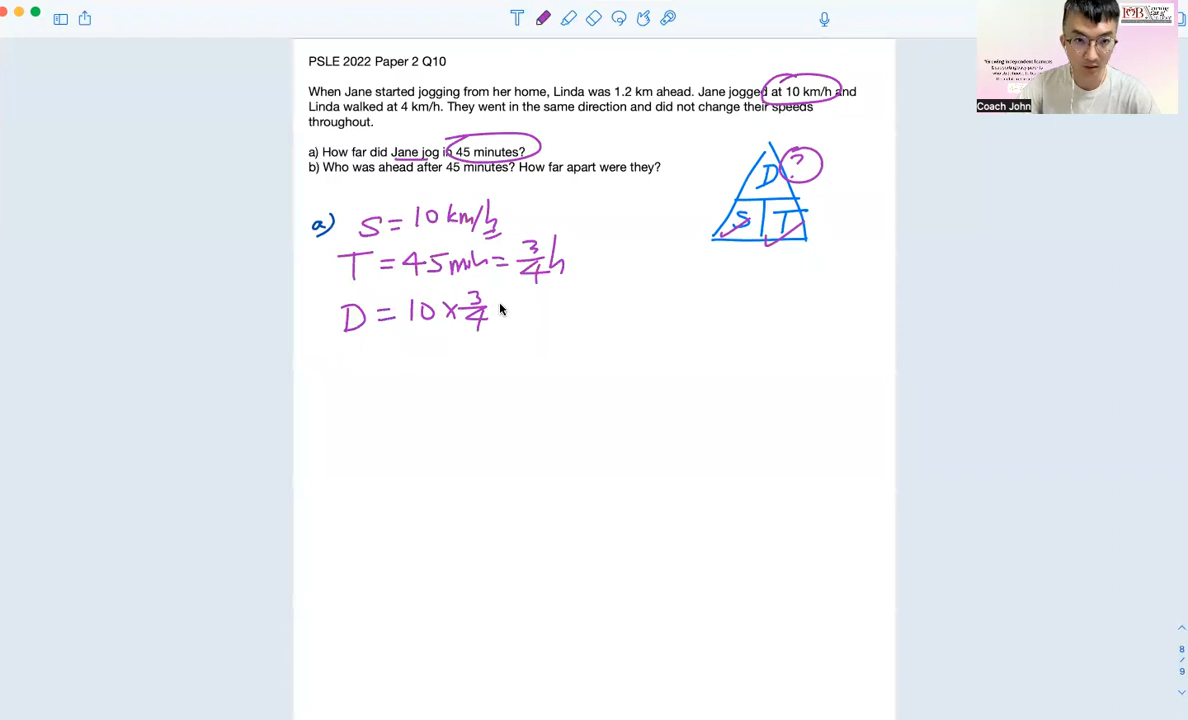 PSLE 2022 Paper 2 Q10
When Jane started jogging from her home, Linda was 1.2 km ahead. Jane jogged at 10 km/h and
Linda walked at 4 km/h. They went in the same direction and did not change their speeds
throughout.
a) How far did Jane jog in 45 minutes?
b) Who was ahead after 45 minutes? How far apart were they?
D ?
S T
a) S = 10 km/h
T = 45 min = 3/4 h
D = 10 × 3/4
Coach John
8
/
9